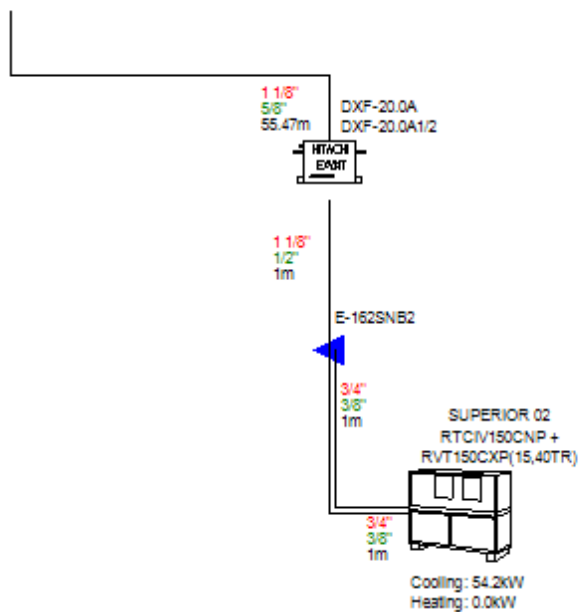 1 1/8"
5/8"
55.47m
DXF-20.0A
DXF-20.0A1/2
HITACHI
1 1/8"
1/2"
1m
E-162SNB2
3/4"
3/8"
1m
SUPERIOR 02
RTCIV150CNP +
RVT150CXP(15,40TR)
3/4"
3/8"
1m
Cooling: 54.2kW
Heating: 0.0kW